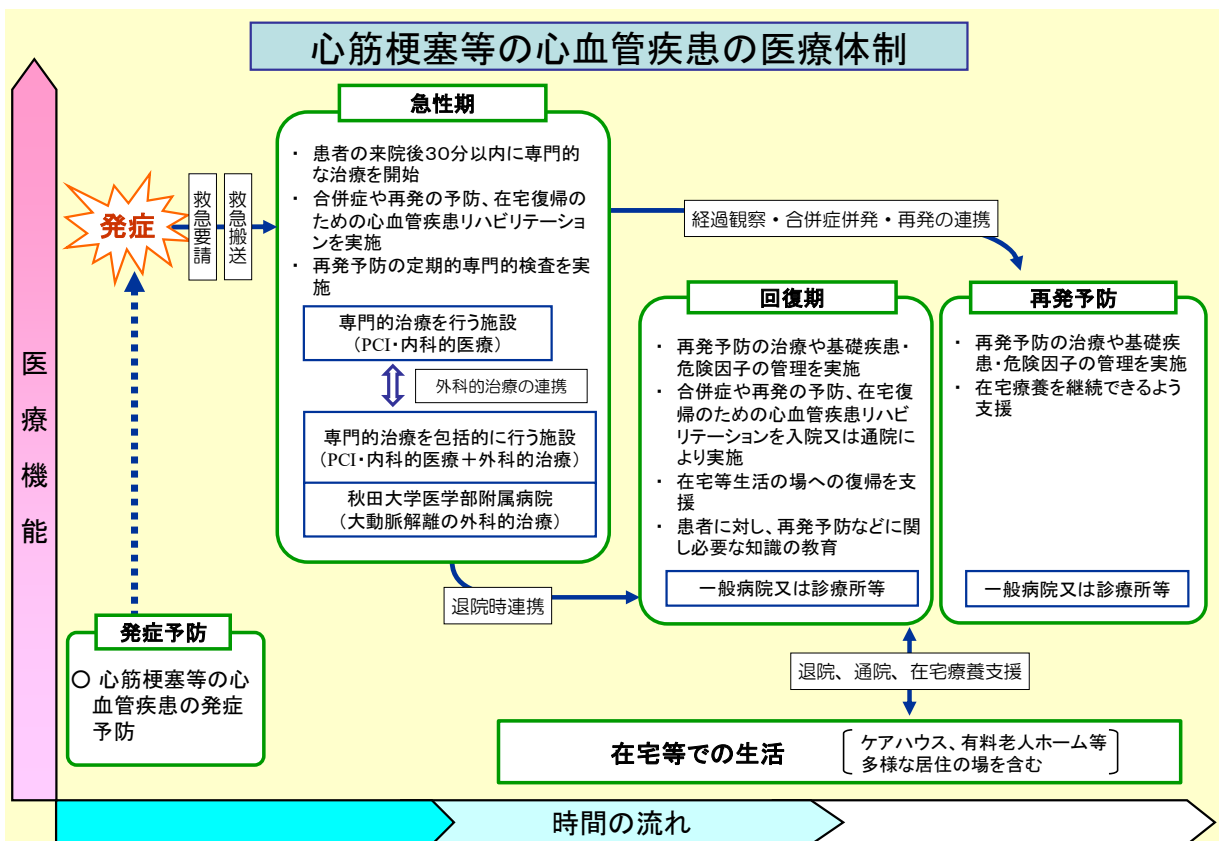 心筋梗塞等の心血管疾患の医療体制
急性期
・ 患者の来院後30分以内に専門的
な治療を開始
・ 合併症や再発の予防、在宅復帰の
ための心血管疾患リハビリテーショ
ンを実施
・ 再発予防の定期的専門的検査を実
施
専門的治療を行う施設
(PCI・内科的医療)
外科的治療の連携
専門的治療を包括的に行う施設
(PCI・内科的医療+外科的治療)
秋田大学医学部附属病院
(大動脈解離の外科的治療)
発症
救急要請
救急搬送
経過観察・合併症併発・再発の連携
回復期
・ 再発予防の治療や基礎疾患・
危険因子の管理を実施
・ 合併症や再発の予防、在宅復
帰のための心血管疾患リハビ
リテーションを入院又は通院に
より実施
・ 在宅等生活の場への復帰を支
援
・ 患者に対し、再発予防などに関
し必要な知識の教育
一般病院又は診療所等
再発予防
・ 再発予防の治療や基礎疾
患・危険因子の管理を実施
・ 在宅療養を継続できるよう
支援
一般病院又は診療所等
退院時連携
発症予防
〇 心筋梗塞等の心
血管疾患の発症
予防
退院、通院、在宅療養支援
在宅等での生活
ケアハウス、有料老人ホーム等
多様な居住の場を含む
医療機能
時間の流れ